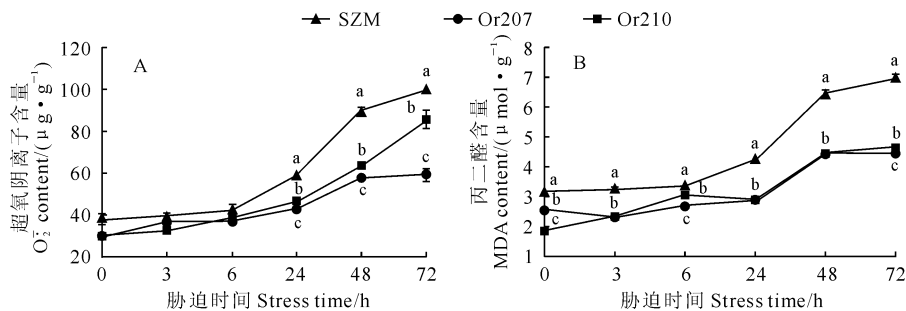 SZM Or207 Or210
A
超氧阴离子含量
O₂⁻ content/(μg·g⁻¹)
120
100
80
60
40
20
a a a
b b b
c c c
0 3 6 24 48 72
胁迫时间 Stress time/h
B
丙二醛含量
MDA content/(μmol·g⁻¹)
8
7
6
5
4
3
2
1
a a a a a a
b b b b b
c c c
0 3 6 24 48 72
胁迫时间 Stress time/h